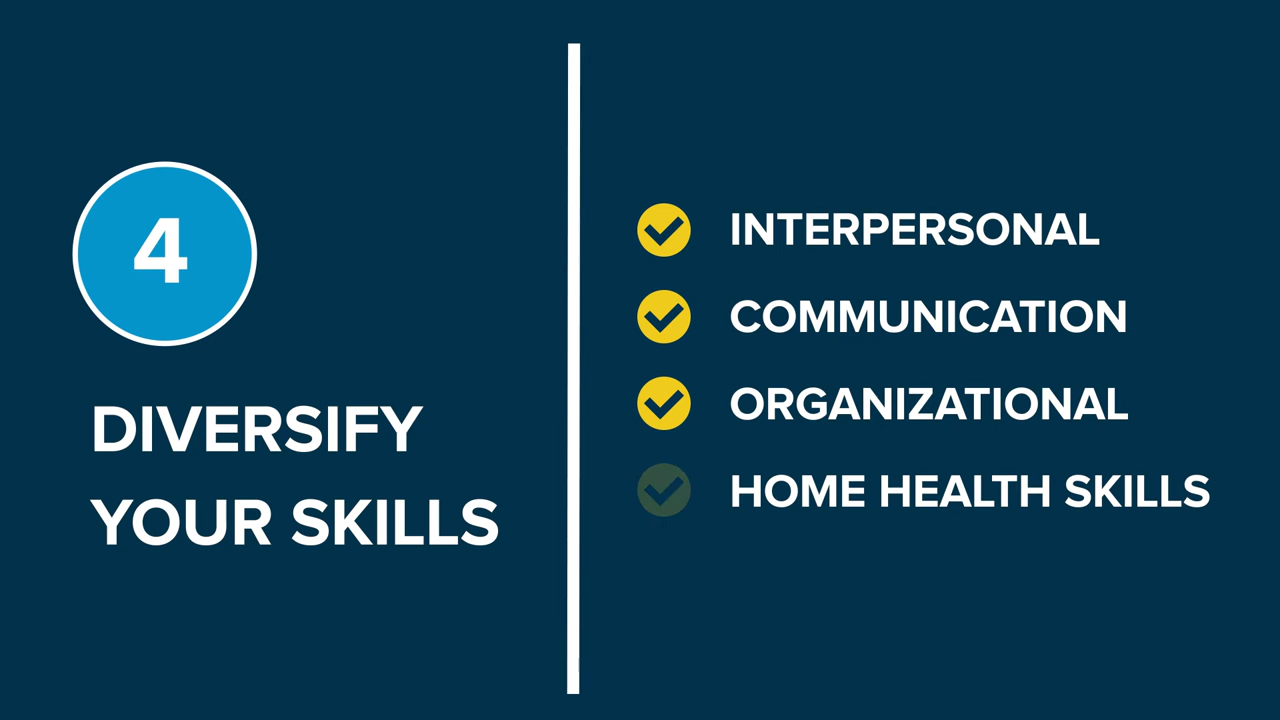 4
DIVERSIFY
YOUR SKILLS
INTERPERSONAL
COMMUNICATION
ORGANIZATIONAL
HOME HEALTH SKILLS